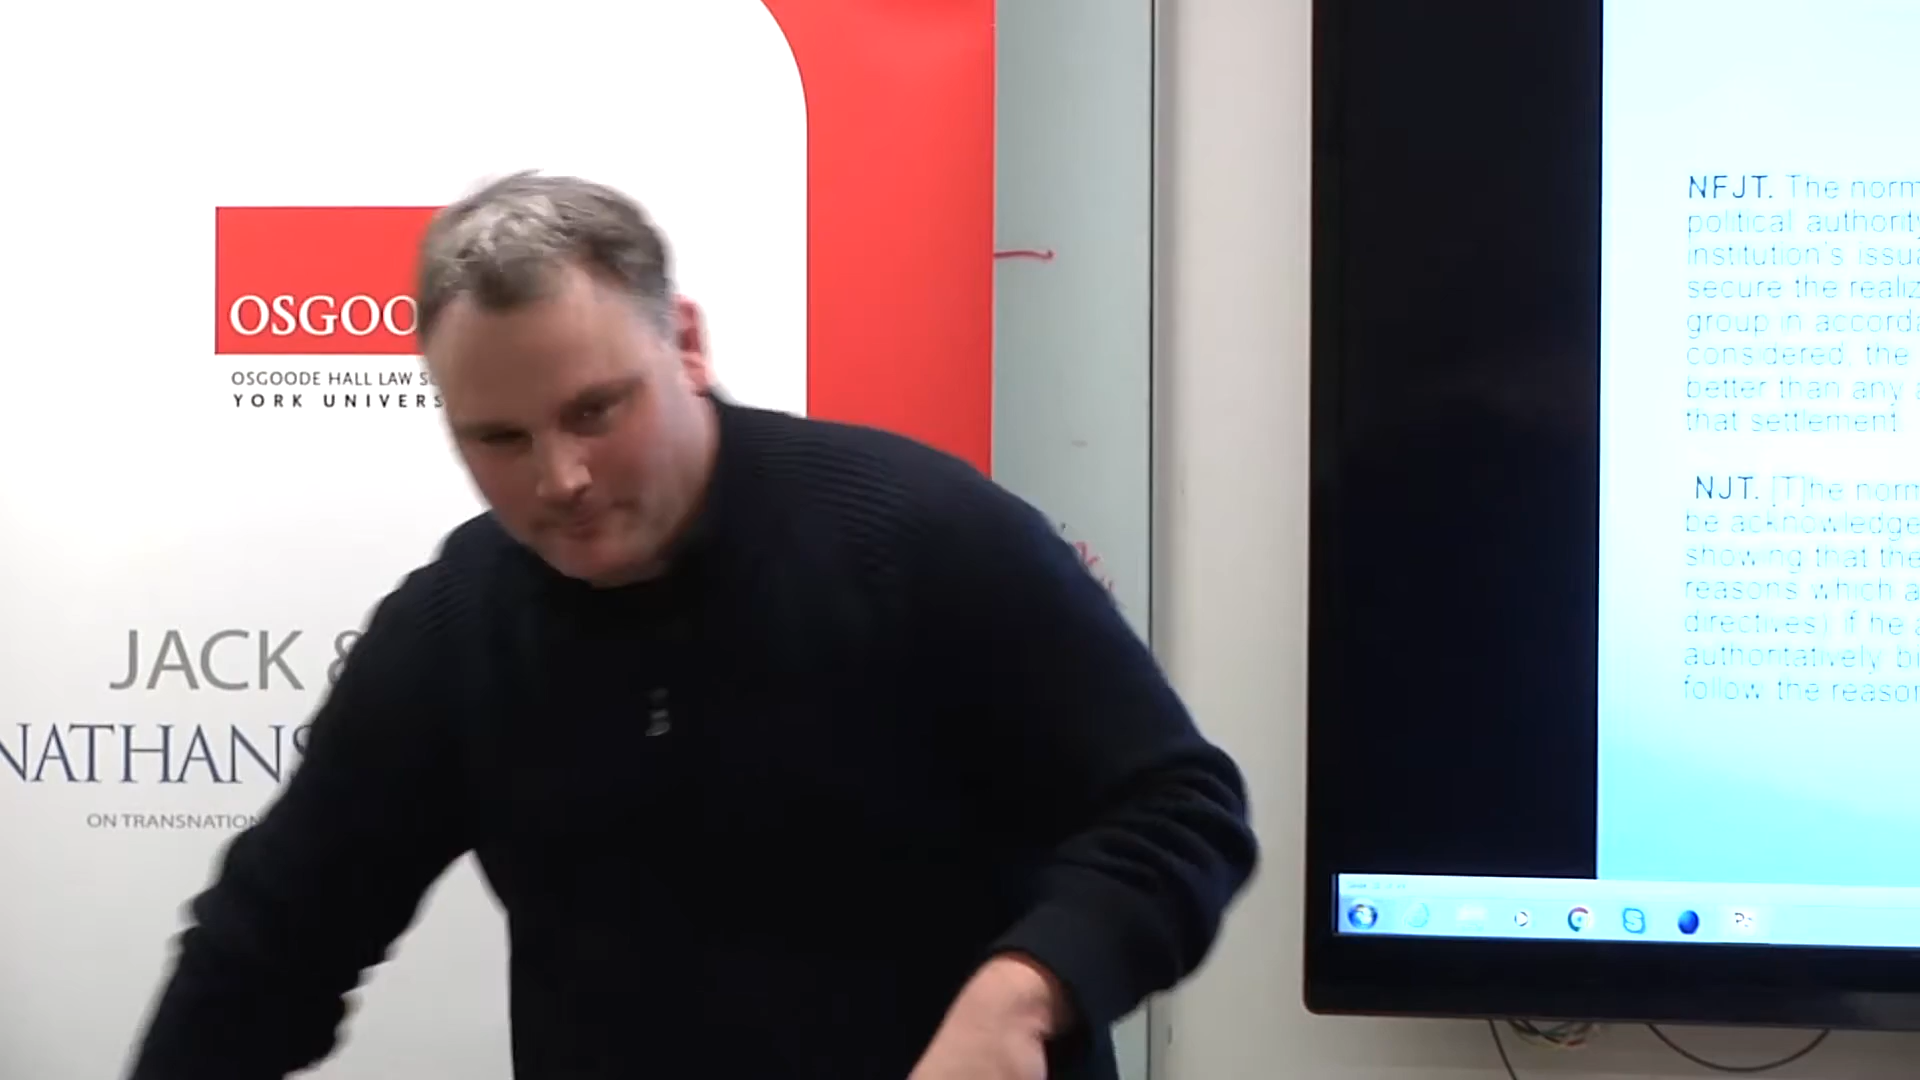 OSGOO
OSGOODE HALL LAW S
YORK UNIVERS
JACK &
NATHANS
ON TRANSNATION
NFJT. The norm
political authority
institution's issu
secure the realiz
group in accorda
considered, the
better than any a
that settlement
NJT. [T]he norm
be acknowledge
showing that the
reasons which a
directives) if he a
authoritatively bi
follow the reason